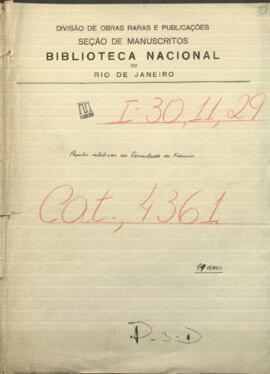 DIVISÃO DE OBRAS RARAS E PUBLICAÇÕES
SEÇÃO DE MANUSCRITOS
BIBLIOTECA NACIONAL
DO
RIO DE JANEIRO
I-30,11,29
Papeis relativos ao Consulado da França
Cat., 4361
19 docs.
P-3-D